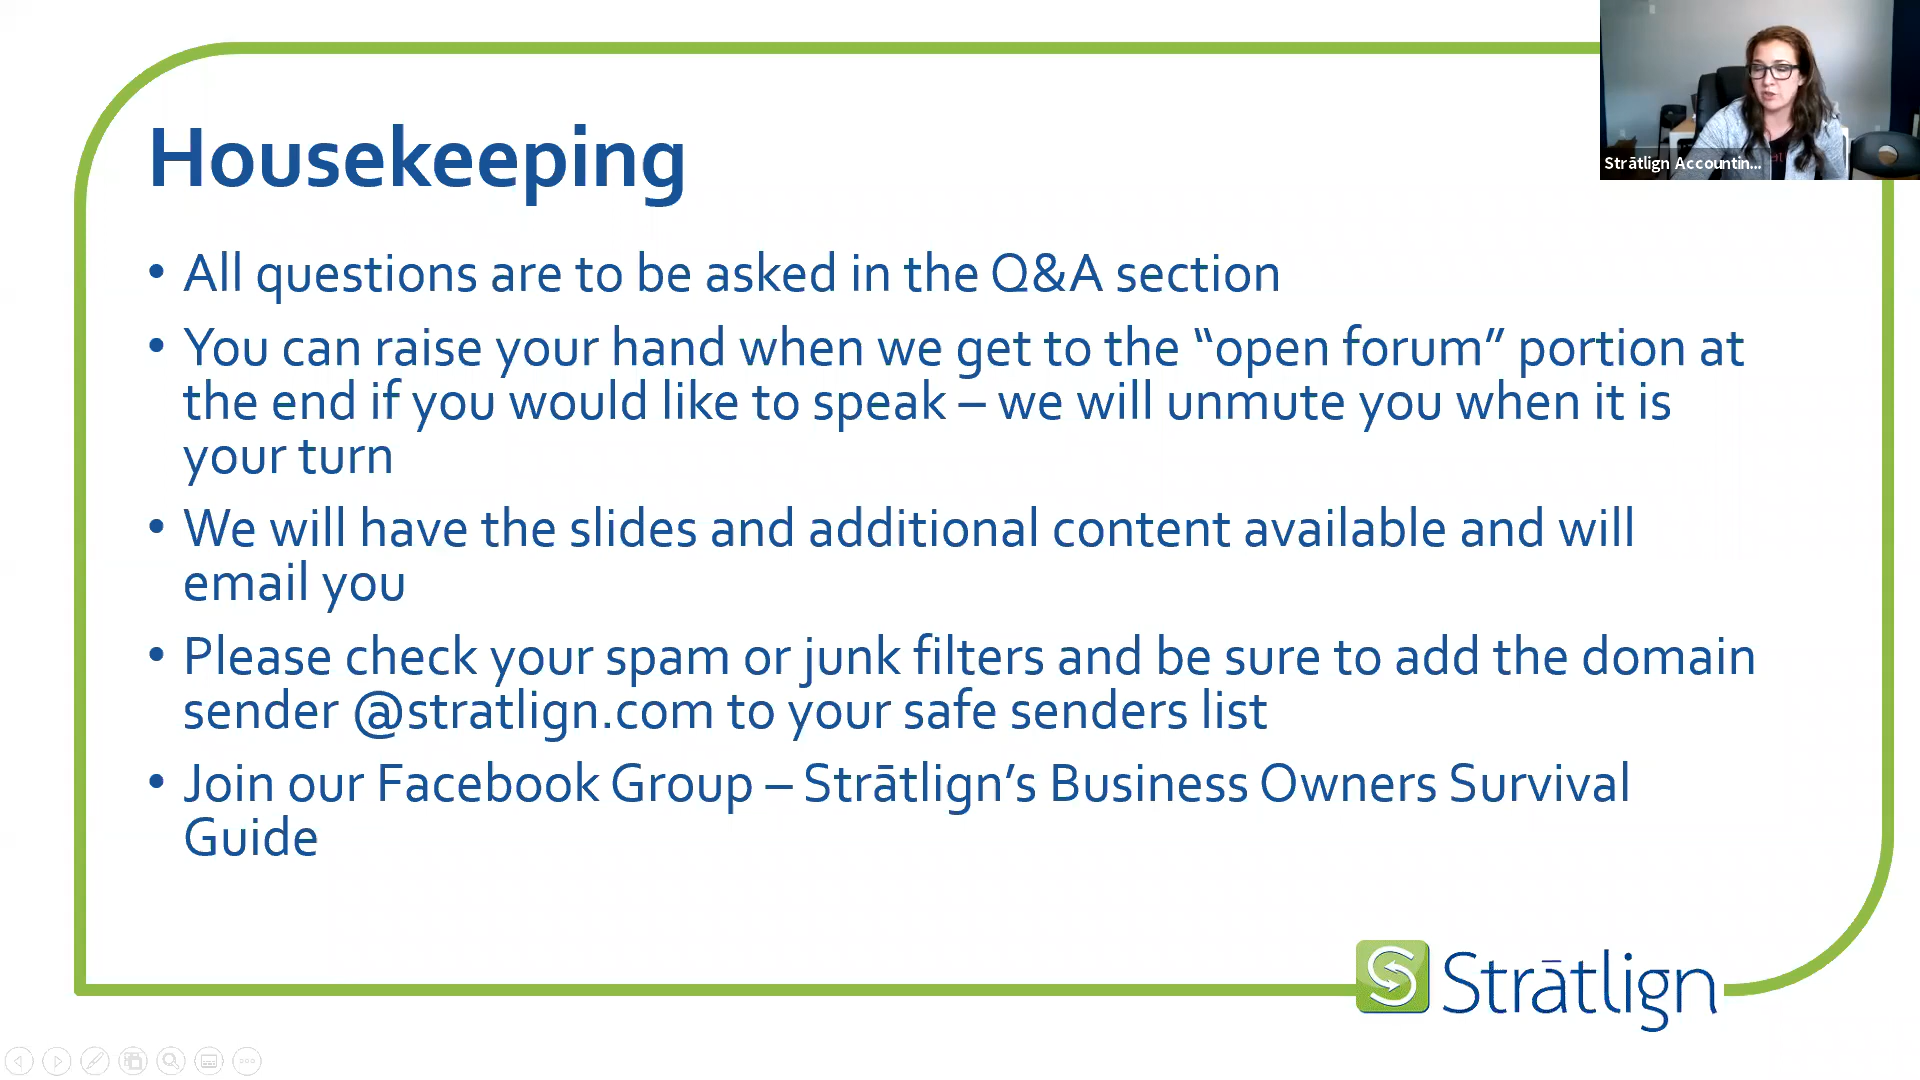 Housekeeping
• All questions are to be asked in the Q&A section
• You can raise your hand when we get to the “open forum” portion at
the end if you would like to speak – we will unmute you when it is
your turn
• We will have the slides and additional content available and will
email you
• Please check your spam or junk filters and be sure to add the domain
sender @stratlign.com to your safe senders list
• Join our Facebook Group – Strātlign’s Business Owners Survival
Guide
Strātlign Accountin...
Strātlign